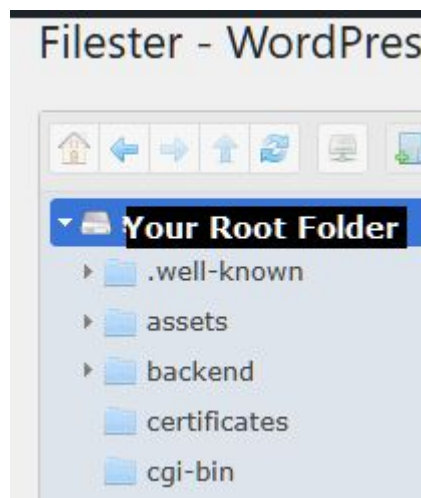 Filester - WordPres
Your Root Folder
.well-known
assets
backend
certificates
cgi-bin